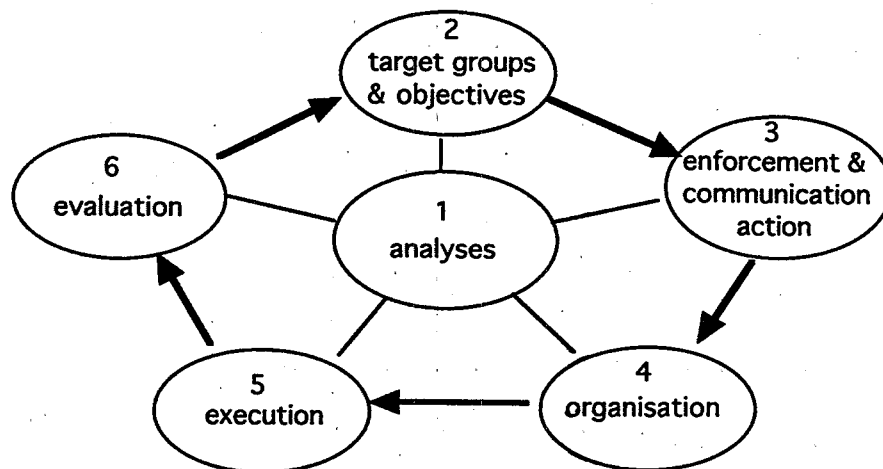 1
analyses
2
target groups
& objectives
3
enforcement &
communication
action
4
organisation
5
execution
6
evaluation